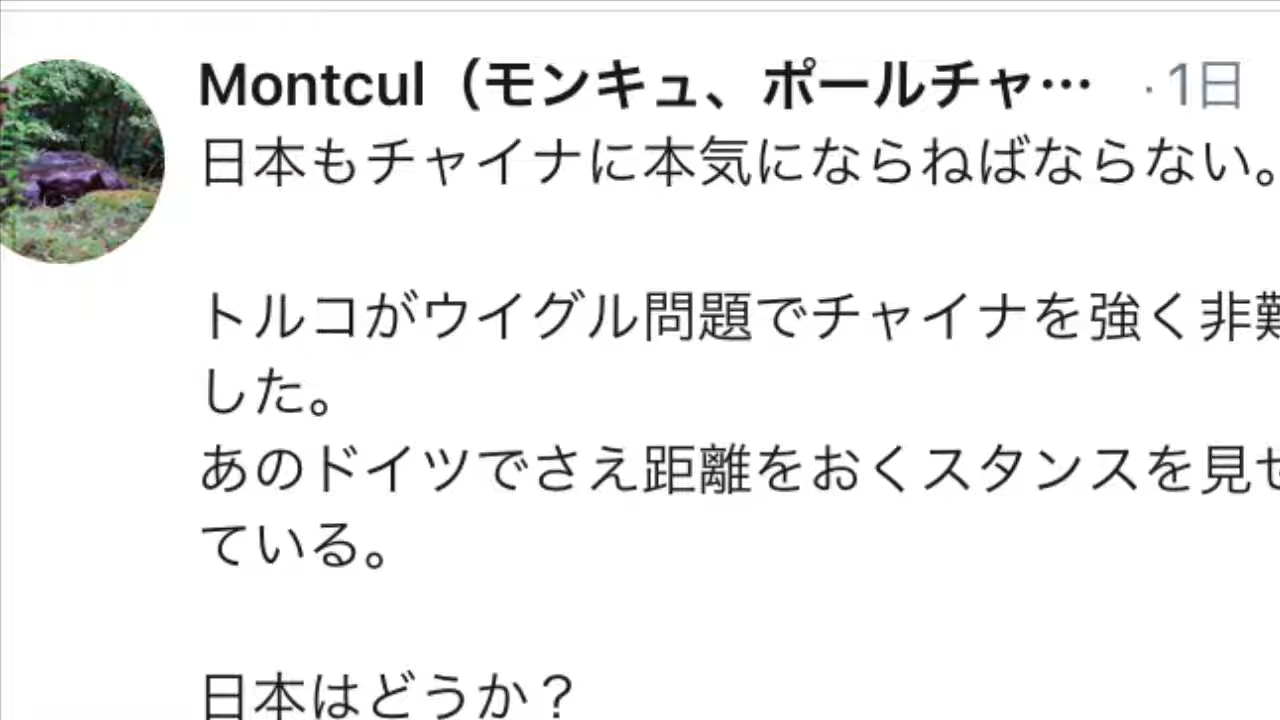 Montcul（モンキュ、ポールチャ… ・1日
日本もチャイナに本気にならねばならない。
トルコがウイグル問題でチャイナを強く非難
した。
あのドイツでさえ距離をおくスタンスを見せ
ている。
日本はどうか？